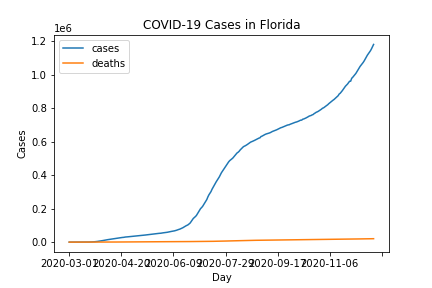 COVID-19 Cases in Florida
1e6
cases
deaths
1.2
1.0
0.8
0.6
0.4
0.2
0.0
Cases
2020-03-01 2020-04-20 2020-06-09 2020-07-29 2020-09-17 2020-11-06
Day